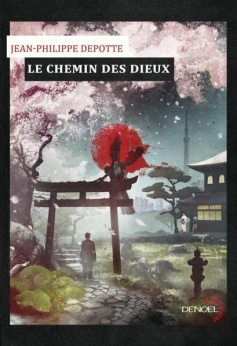 JEAN-PHILIPPE DEPOTTE
LE CHEMIN DES DIEUX
DENOËL